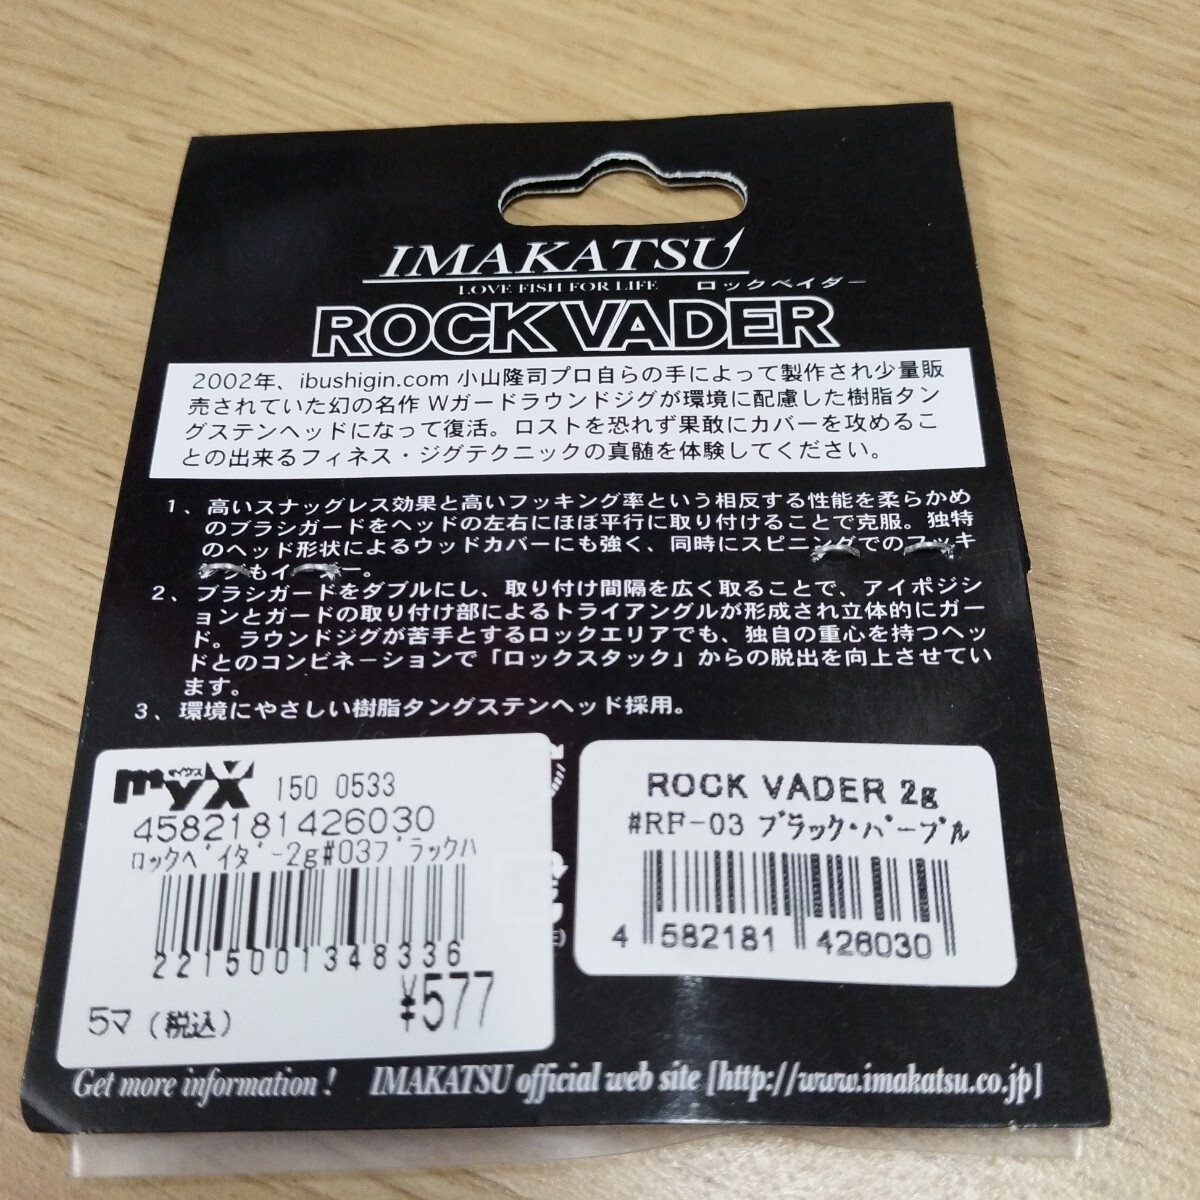 IMAKATSU
LOVE FISH FOR LIFE ロックベイダー
ROCK VADER
2002年、ibushigin.com 小山隆司プロ自らの手によって製作され少量販
売されていた幻の名作 Wガードラウンドジグが環境に配慮した樹脂タン
グステンヘッドになって復活。ロストを恐れず果敢にカバーを攻めるこ
との出来るフィネス・ジグテクニックの真髄を体験してください。
1、高いスナッグレス効果と高いフッキング率という相反する性能を柔らかめ
のブラシガードをヘッドの左右にほぼ平行に取り付けることで克服。独特
のヘッド形状によるウッドカバーにも強く、同時にスピニングでのフッキ
ングもイージー。
2、ブラシガードをダブルにし、取り付け間隔を広く取ることで、アイポジシ
ョンとガードの取り付け部によるトライアングルが形成され立体的にガー
ド。ラウンドジグが苦手とするロックエリアでも、独自の重心を持つヘッ
ドとのコンビネーションで「ロックスタック」からの脱出を向上させてい
ます。
3、環境にやさしい樹脂タングステンヘッド採用。
マイクス
myX 150 0533
4582181426030
ロックベイダー2g#03ブラックパ
2215001348336
¥577
5マ（税込）
ROCK VADER 2g
#RF-03 ブラック・パープル
4 582181 426030
Get more information ! IMAKATSU official web site [http://www.imakatsu.co.jp]